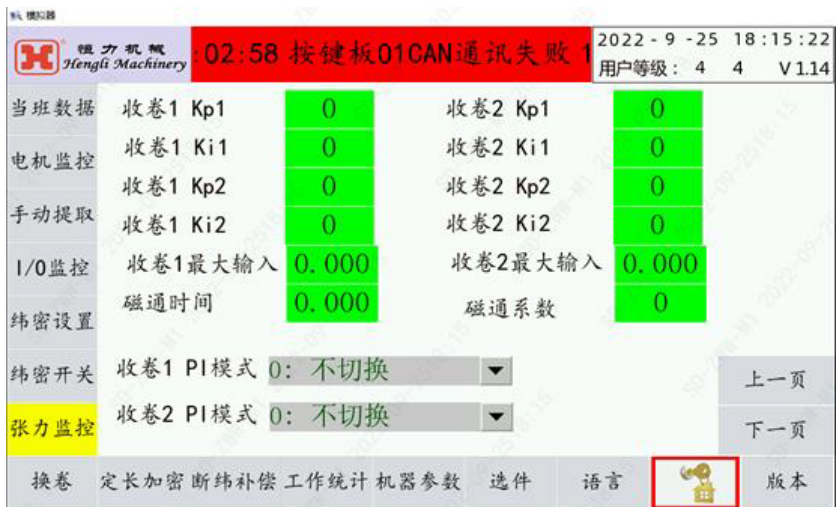 模拟器
恒力机械
Hengli Machinery
:02:58 按键板01CAN通讯失败 1
2022 - 9 -25 18:15:22
用户等级: 4 4 V 1.14
当班数据
电机监控
手动提取
I/O监控
纬密设置
纬密开关
张力监控
收卷1 Kp1 0 收卷2 Kp1 0
收卷1 Ki1 0 收卷2 Ki1 0
收卷1 Kp2 0 收卷2 Kp2 0
收卷1 Ki2 0 收卷2 Ki2 0
收卷1最大输入 0.000 收卷2最大输入 0.000
磁通时间 0.000 磁通系数 0
收卷1 PI模式 0: 不切换
收卷2 PI模式 0: 不切换
上一页
下一页
换卷 定长加密 断纬补偿 工作统计 机器参数 选件 语言 版本